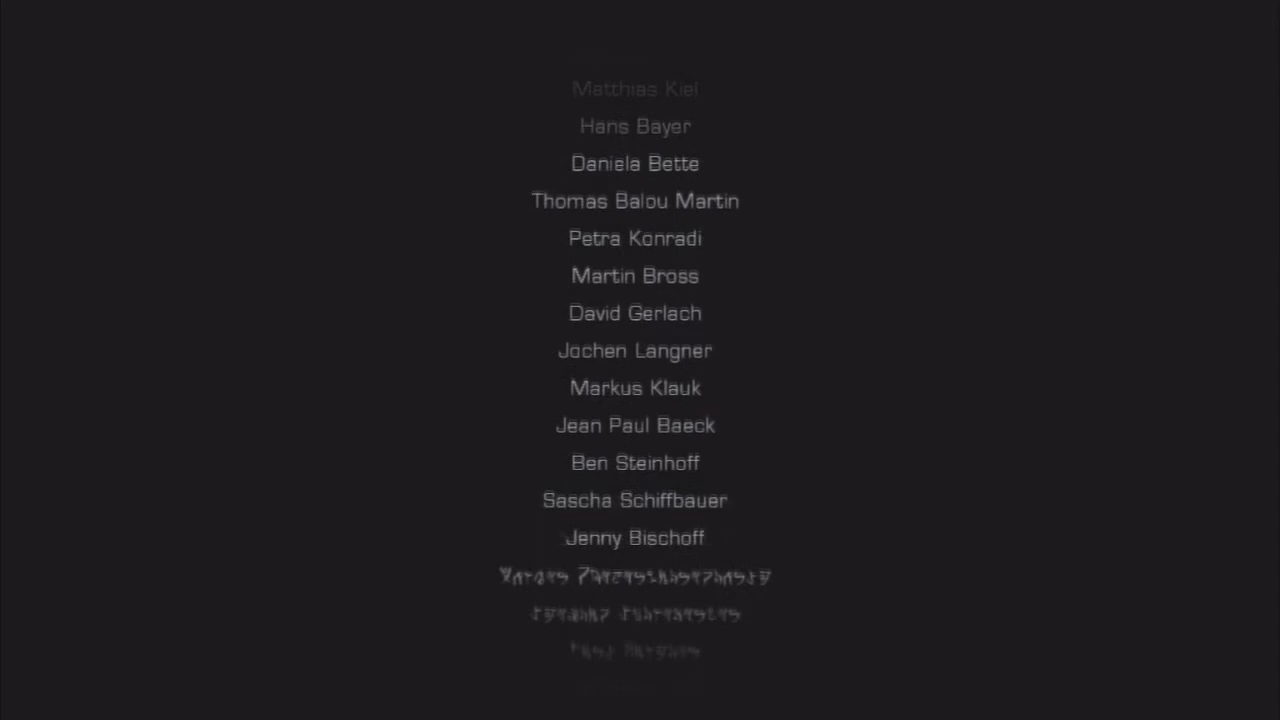 Matthias Kiel
Hans Bayer
Daniela Bette
Thomas Balou Martin
Petra Konradi
Martin Bross
David Gerlach
Jochen Langner
Markus Klauk
Jean Paul Baeck
Ben Steinhoff
Sascha Schiffbauer
Jenny Bischoff